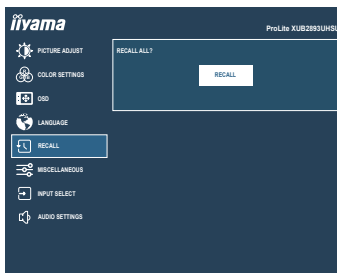 iiyama
ProLite XUB2893UHSU
PICTURE ADJUST
RECALL ALL?
COLOR SETTINGS
RECALL
OSD
LANGUAGE
RECALL
MISCELLANEOUS
INPUT SELECT
AUDIO SETTINGS